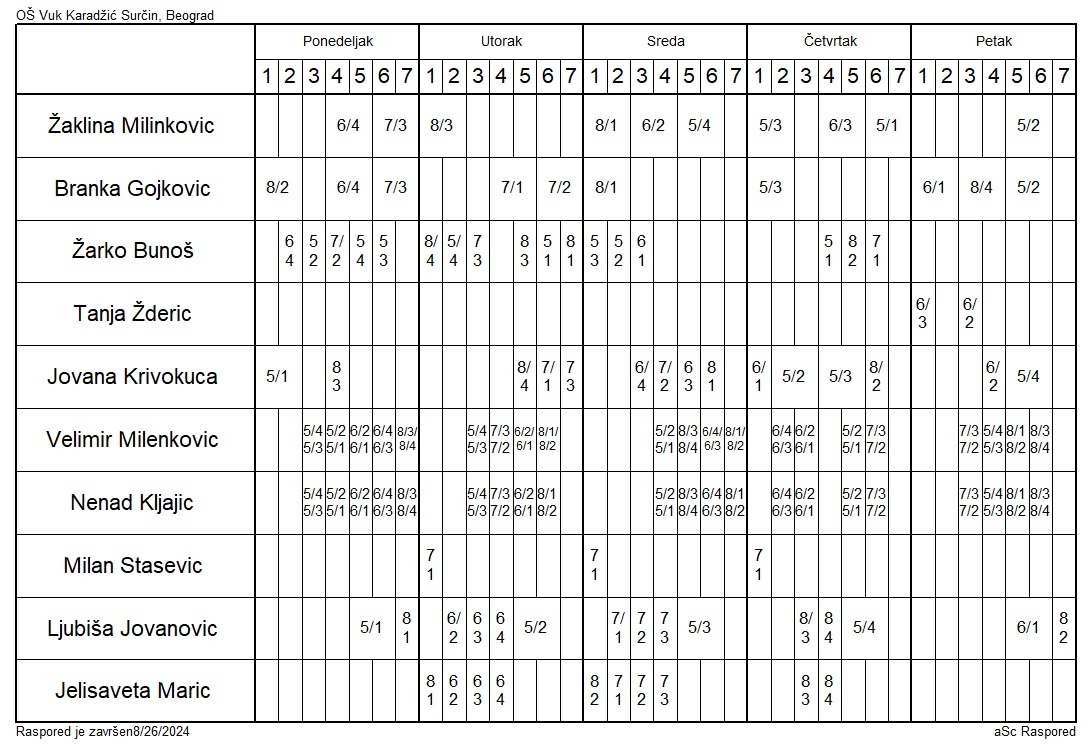 OŠ Vuk Karadžić Surčin, Beograd
Ponedeljak Utorak Sreda Četvrtak Petak
1 2 3 4 5 6 7 1 2 3 4 5 6 7 1 2 3 4 5 6 7 1 2 3 4 5 6 7 1 2 3 4 5 6 7
Žaklina Milinkovic 6/4 7/3 8/3 8/1 6/2 5/4 5/3 6/3 5/1 5/2
Branka Gojkovic 8/2 6/4 7/3 7/1 7/2 8/1 5/3 6/1 8/4 5/2
6 5 7/ 5 5 8/ 5/ 7 8 5 8 5 5 6 5 8 7
Žarko Bunoš
4 2 2 4 3 4 4 3 3 1 1 3 2 1 1 2 1
6/ 6/
Tanja Žderic
3 2
8 8/ 7/ 7 6/ 7/ 6 8 6/ 8/ 6/
Jovana Krivokuca 5/1 5/2 5/3 5/4
3 4 1 3 4 2 3 1 1 2 2
5/4 5/2 6/2 6/4 8/3/ 5/4 7/3 6/2/ 8/1/ 5/2 8/3 6/4/ 8/1/ 6/4 6/2 5/2 7/3 7/3 5/4 8/1 8/3
Velimir Milenkovic
5/3 5/1 6/1 6/3 8/4 5/3 7/2 6/1 8/2 5/1 8/4 6/3 8/2 6/3 6/1 5/1 7/2 7/2 5/3 8/2 8/4
5/4 5/2 6/2 6/4 8/3 5/4 7/3 6/2 8/1 5/2 8/3 6/4 8/1 6/4 6/2 5/2 7/3 7/3 5/4 8/1 8/3
Nenad Kljajic
5/3 5/1 6/1 6/3 8/4 5/3 7/2 6/1 8/2 5/1 8/4 6/3 8/2 6/3 6/1 5/1 7/2 7/2 5/3 8/2 8/4
7 7 7
Milan Stasevic
1 1 1
8 6/ 6 6 7/ 7 7 8/ 8 8
Ljubiša Jovanovic 5/1 5/2 5/3 5/4 6/1
1 2 3 4 1 2 3 3 4 2
8 6 6 6 8 7 7 7 8 8
Jelisaveta Maric
1 2 3 4 2 1 2 3 3 4
Raspored je završen8/26/2024 aSc Raspored